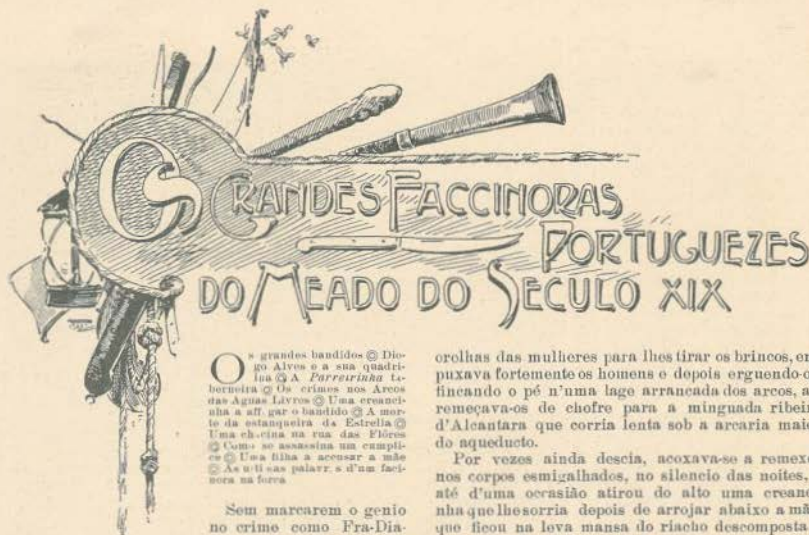 OS GRANDES FACCINORAS
PORTUGUEZES
DO MEADO DO SECULO XIX
Os grandes bandidos @ Dio-
go Alves e a sua quadri-
lha @ A Parreirinha ta-
berneira @ Os crimes nos Arcos
das Aguas Livres @ Uma creanci-
nha a affagar o bandido @ A mor-
te da estanqueira da Estrella @
Uma chacina na rua das Flôres
@ Como se assassina um cumpli-
ce @ Uma filha a accusar a mãe
@ As ultimas palavras d'um faci-
nora na forca
Sem marcarem o genio
no crime como Fra-Dia-
orelhas das mulheres para lhes tirar os brincos, em
puxava fortemente os homens e depois erguendo-o
fincando o pé n'uma lage arrancada dos arcos, a
remeçava-os de chofre para a minguada ribei
d'Alcantara que corria lenta sob a arcaria maio
do aqueducto.
Por vezes ainda descia, acoxava-se a remexe
nos corpos esmigalhados, no silencio das noites,
até d'uma occasião atirou do alto uma creanc
nha que lhe sorria depois de arrojar abaixo a mã
que ficou na leva mansa do riacho descomposta